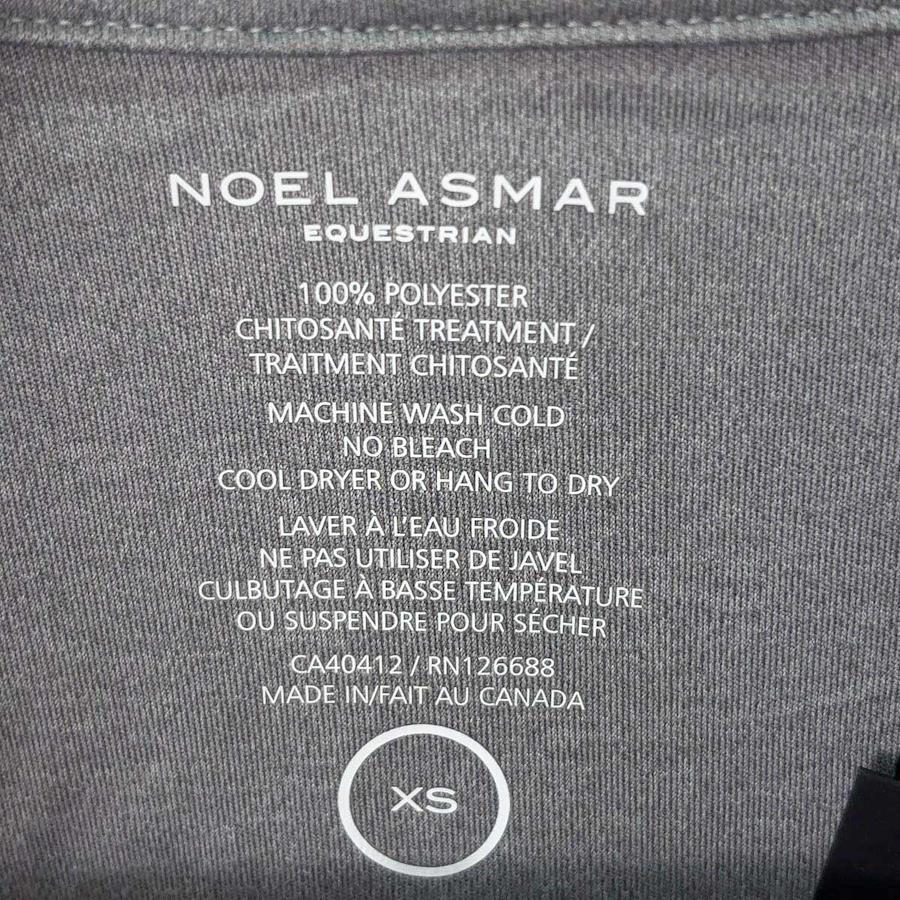 NOEL ASMAR
EQUESTRIAN
100% POLYESTER
CHITOSANTÉ TREATMENT /
TRAITMENT CHITOSANTÉ
MACHINE WASH COLD
NO BLEACH
COOL DRYER OR HANG TO DRY
LAVER À L'EAU FROIDE
NE PAS UTILISER DE JAVEL
CULBUTAGE À BASSE TEMPÉRATURE
OU SUSPENDRE POUR SÉCHER
CA40412 / RN126688
MADE IN/FAIT AU CANADA
XS